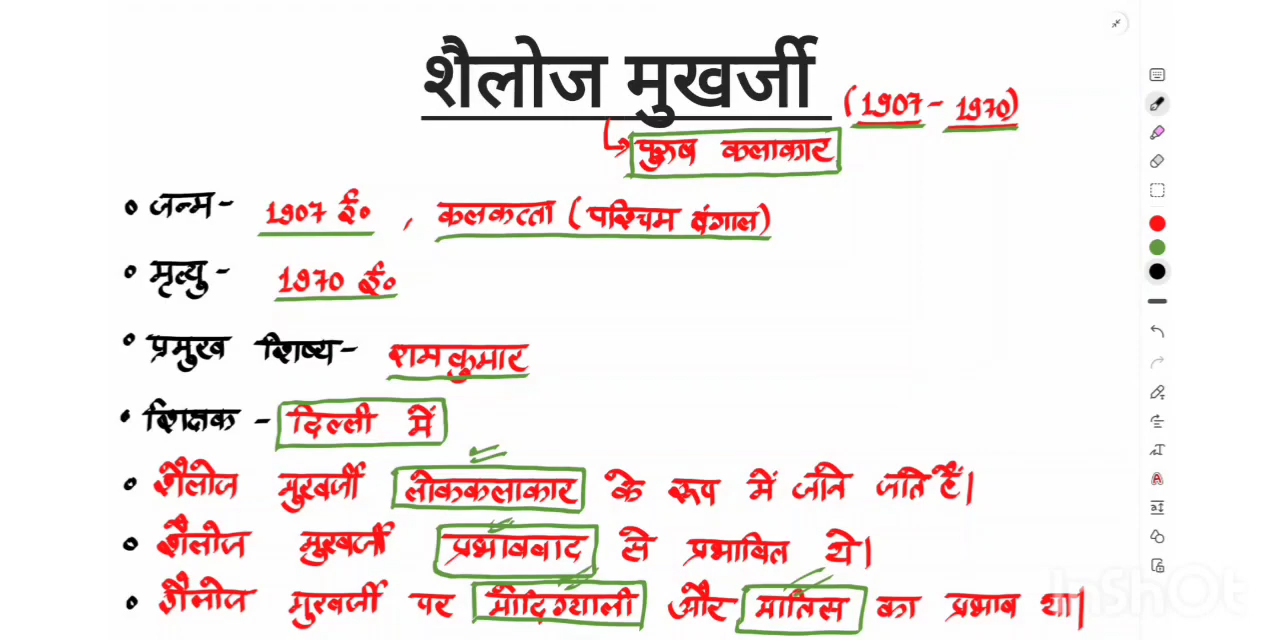 शैलोज मुखर्जी
(1907 - 1970)
पुरुष कलाकार
• जन्म- 1907 ई०, कलकत्ता (पश्चिम बंगाल)
• मृत्यु- 1970 ई०
• प्रमुख शिष्य- रामकुमार
• शिक्षक- दिल्ली में
• शैलोज मुखर्जी लोककलाकार के रूप में जाने जाते हैं।
• शैलोज मुखर्जी प्रभाववाद से प्रभावित थे।
• शैलोज मुखर्जी पर मोदिग्याली और मातिस का प्रभाव था।
InShOt